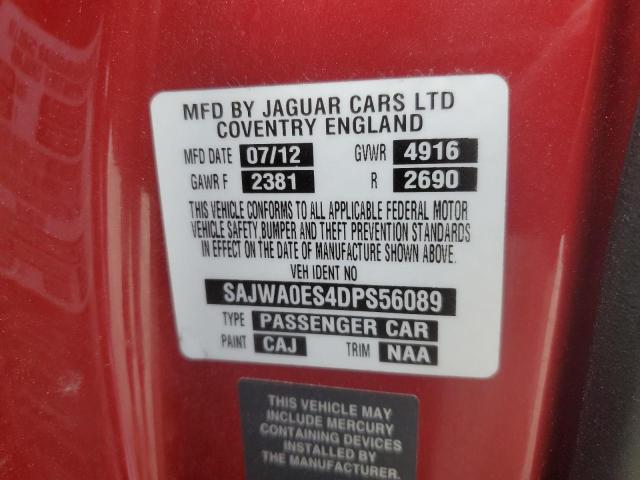 MFD BY JAGUAR CARS LTD
COVENTRY ENGLAND
MFD DATE 07/12 GVWR 4916
GAWR F 2381 R 2690
THIS VEHICLE CONFORMS TO ALL APPLICABLE FEDERAL MOTOR
VEHICLE SAFETY, BUMPER AND THEFT PREVENTION STANDARDS
IN EFFECT ON THE DATE OF MANUFACTURE SHOWN ABOVE.
VEH IDENT NO
SAJWA0ES4DPS56089
TYPE PASSENGER CAR
PAINT CAJ TRIM NAA
THIS VEHICLE MAY
INCLUDE MERCURY
CONTAINING DEVICES
INSTALLED BY
THE MANUFACTURER.